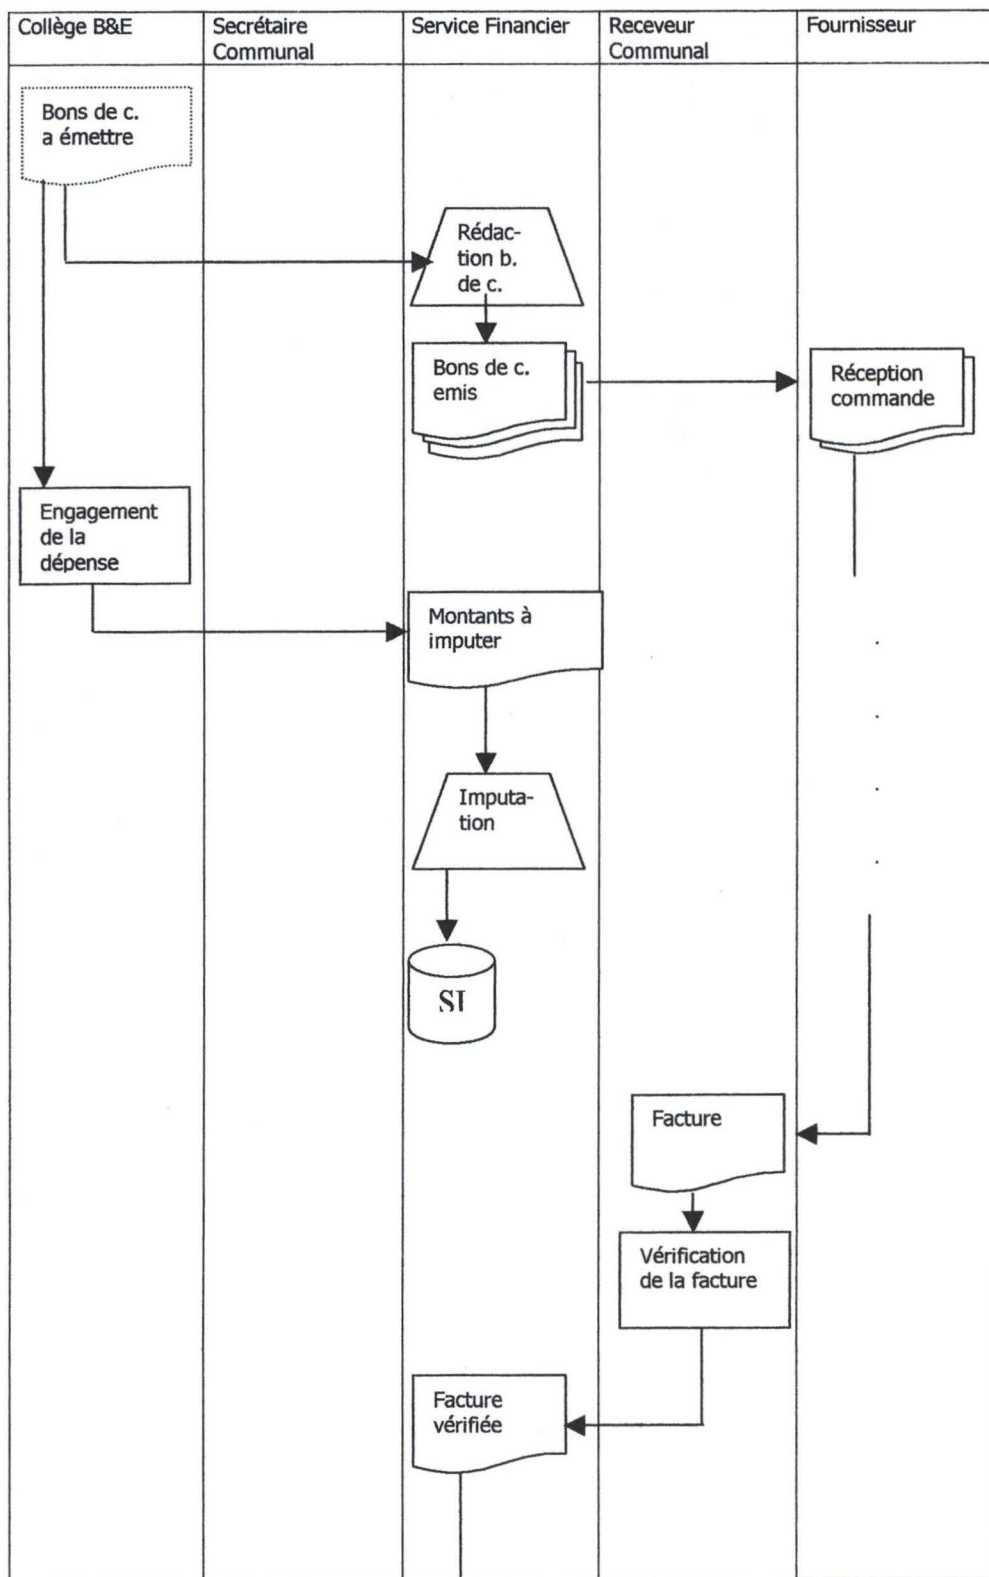 Collège B&E
Secrétaire
Communal
Service Financier
Receveur
Communal
Fournisseur
Bons de c.
a émettre
Rédac-
tion b.
de c.
Bons de c.
emis
Réception
commande
Engagement
de la
dépense
Montants à
imputer
Imputa-
tion
SI
Facture
Vérification
de la facture
Facture
vérifiée